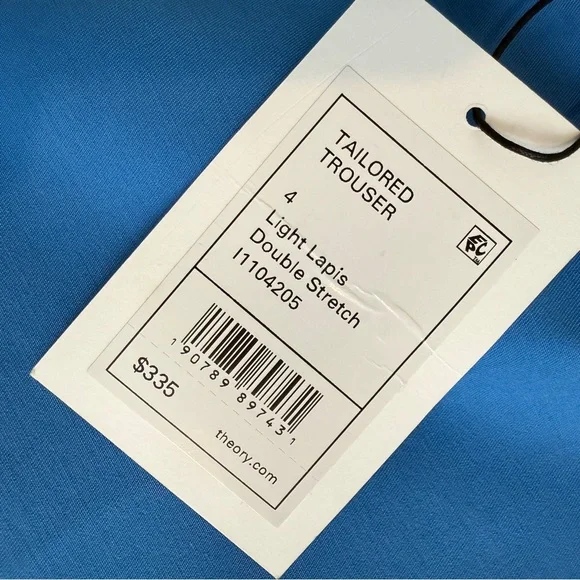 TAILORED
TROUSER
4
Light Lapis
Double Stretch
I1104205
1 90789 89743 1
$335
theory.com